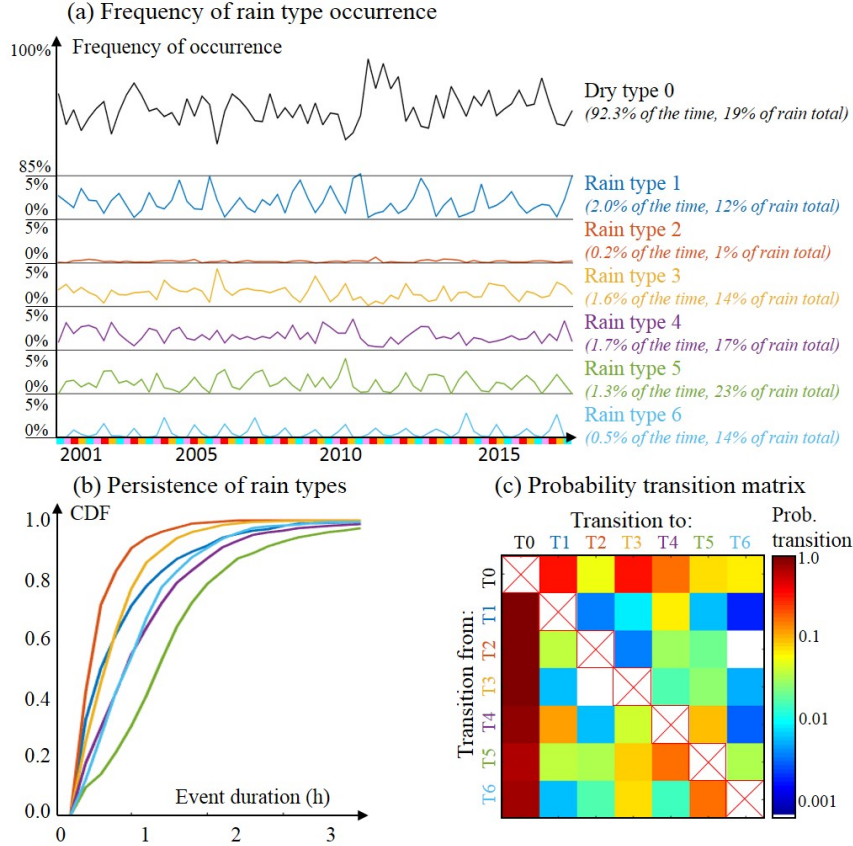 (a) Frequency of rain type occurrence
Frequency of occurrence
100%
85%
Dry type 0
(92.3% of the time, 19% of rain total)
5%
0%
Rain type 1
(2.0% of the time, 12% of rain total)
5%
0%
Rain type 2
(0.2% of the time, 1% of rain total)
5%
0%
Rain type 3
(1.6% of the time, 14% of rain total)
5%
0%
Rain type 4
(1.7% of the time, 17% of rain total)
5%
0%
Rain type 5
(1.3% of the time, 23% of rain total)
5%
0%
Rain type 6
(0.5% of the time, 14% of rain total)
2001 2005 2010 2015
(b) Persistence of rain types
CDF
1.0
0.8
0.6
0.4
0.2
0.0
Event duration (h)
0 1 2 3
(c) Probability transition matrix
Transition to:
T0 T1 T2 T3 T4 T5 T6
Transition from:
T0
T1
T2
T3
T4
T5
T6
Prob.
transition
1.0
0.1
0.01
0.001